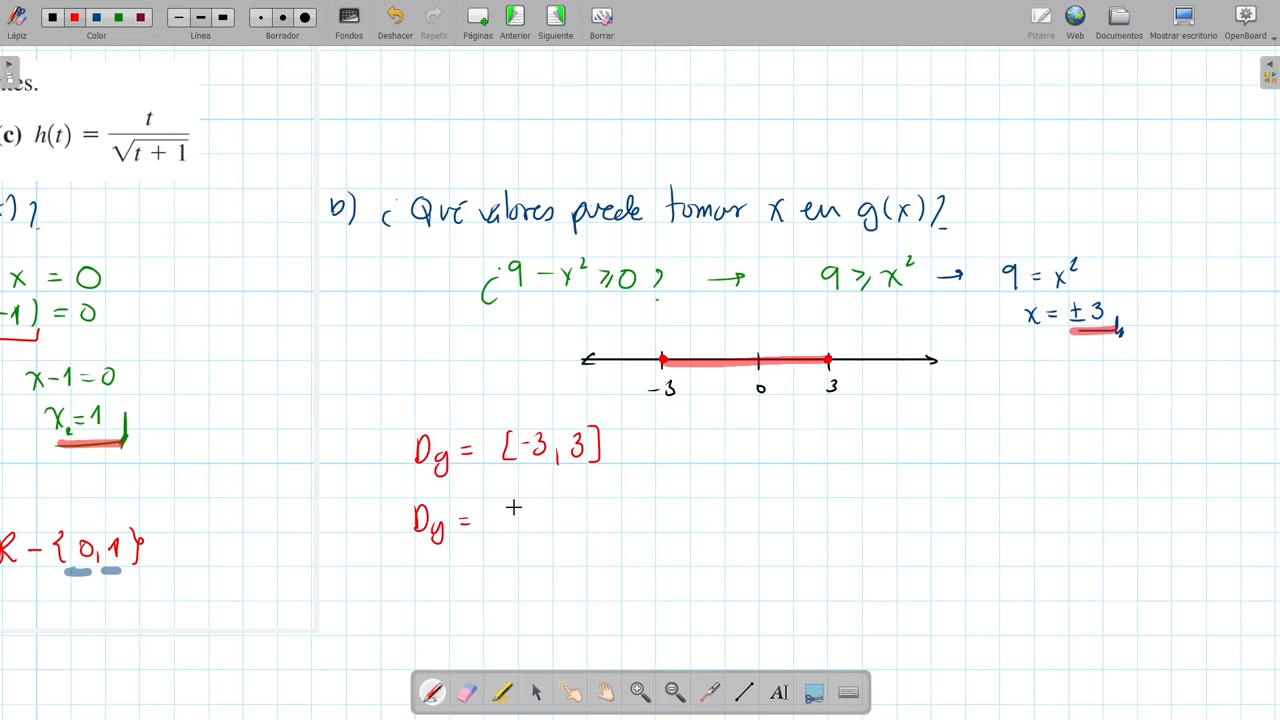 Lápiz Color Línea Borrador Fondos Deshacer Repetir Páginas Anterior Siguiente Borrar Pizarra Web Documentos Mostrar escritorio OpenBoard
(c) h(t) = t / √(t + 1)
b) ¿ Qué valores puede tomar x en g(x)?
x = 0
-1) = 0
x-1=0
x = 1
R - {0,1}
¿9 - x² ≥ 0? → 9 ≥ x² → 9 = x²
x = ± 3
-3 0 3
Dg = [-3, 3]
Dg =